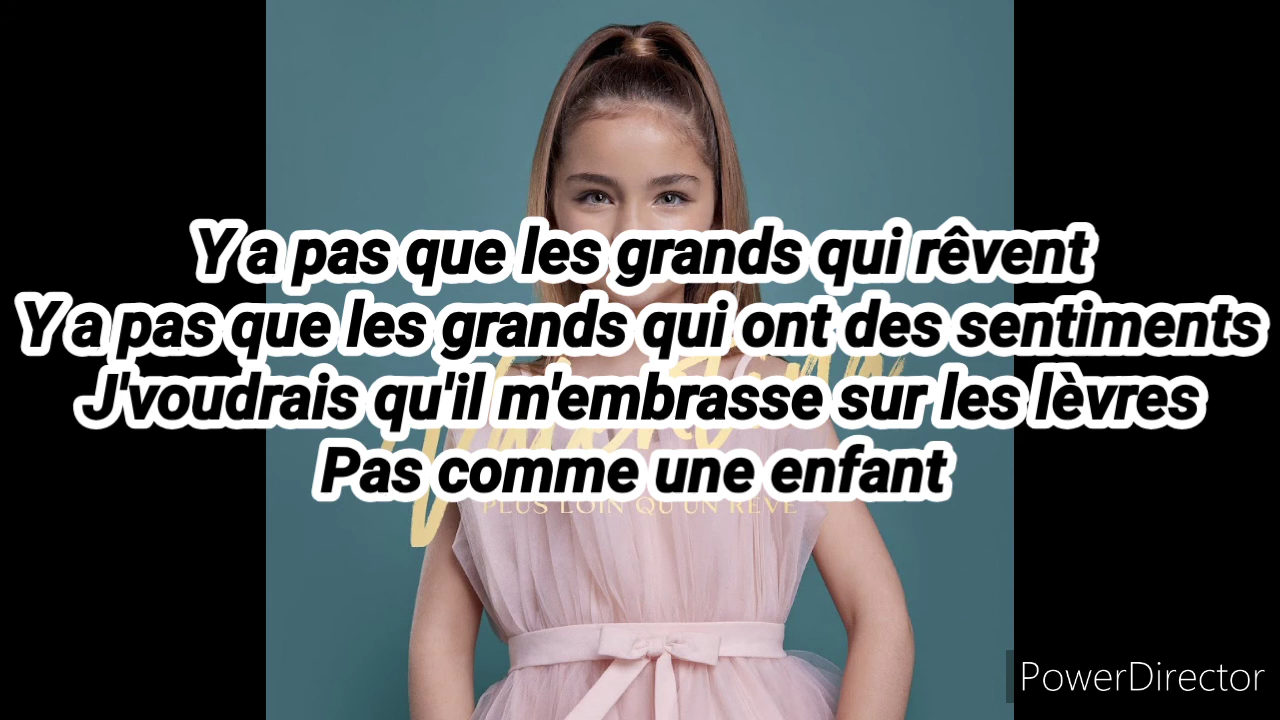 Y a pas que les grands qui rêvent
Y a pas que les grands qui ont des sentiments
J'voudrais qu'il m'embrasse sur les lèvres
Pas comme une enfant
PLUS LOIN QU'UN RÊVE
PowerDirector